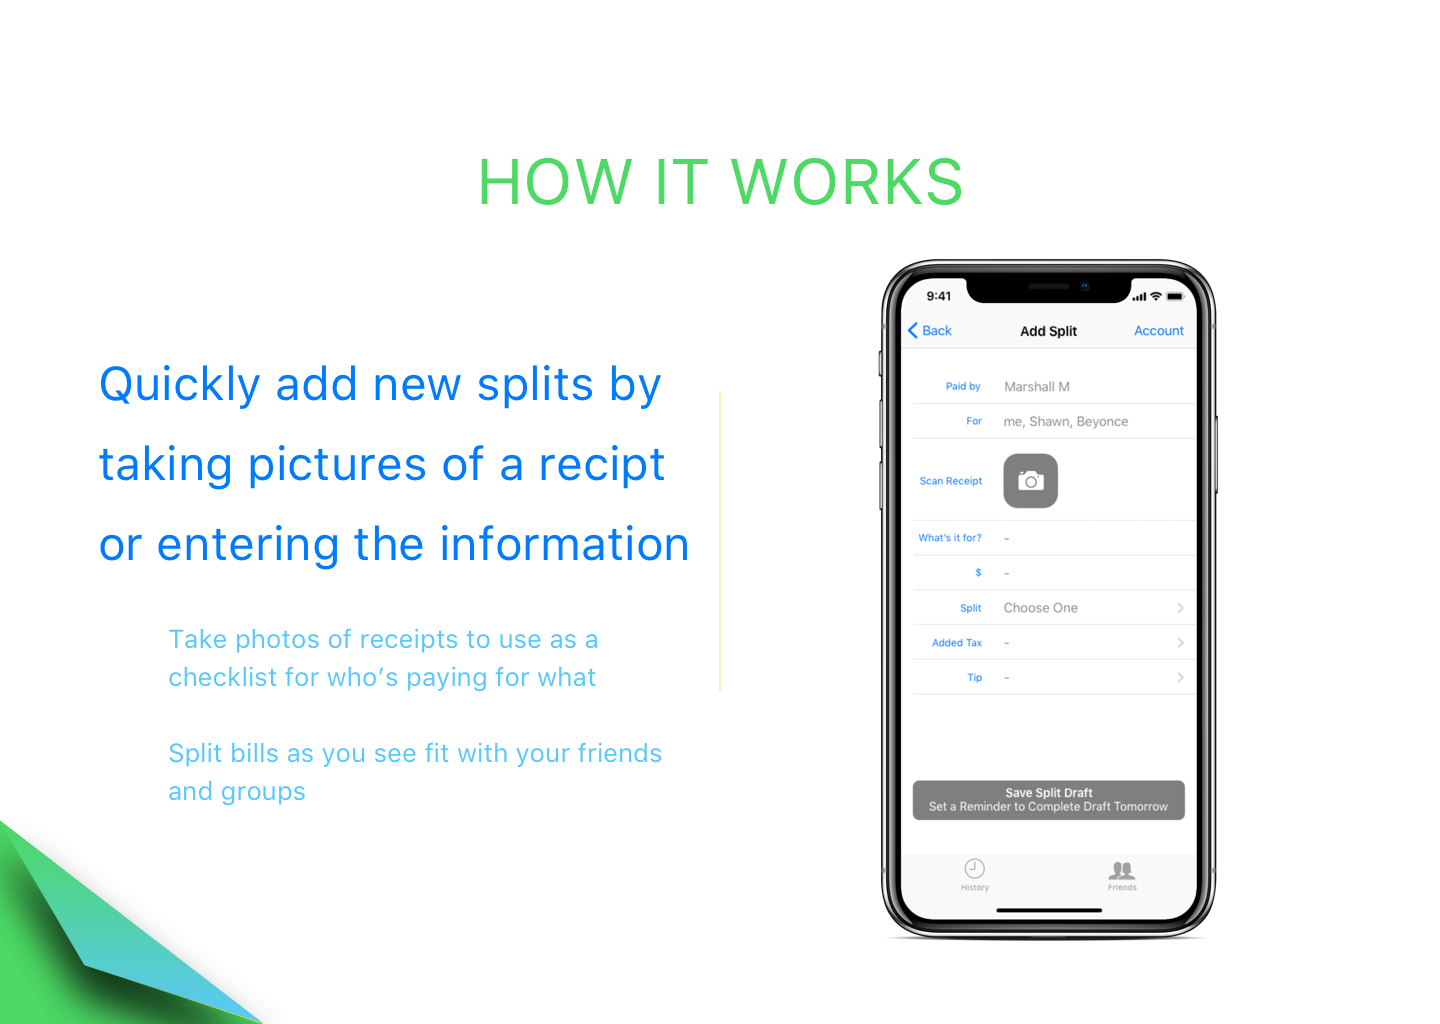 HOW IT WORKS
Quickly add new splits by
taking pictures of a recipt
or entering the information
Take photos of receipts to use as a
checklist for who’s paying for what
Split bills as you see fit with your friends
and groups
9:41
Back Add Split Account
Paid by Marshall M
For me, Shawn, Beyonce
Scan Receipt
What's it for? -
$ -
Split Choose One
Added Tax -
Tip -
Save Split Draft
Set a Reminder to Complete Draft Tomorrow
History Friends